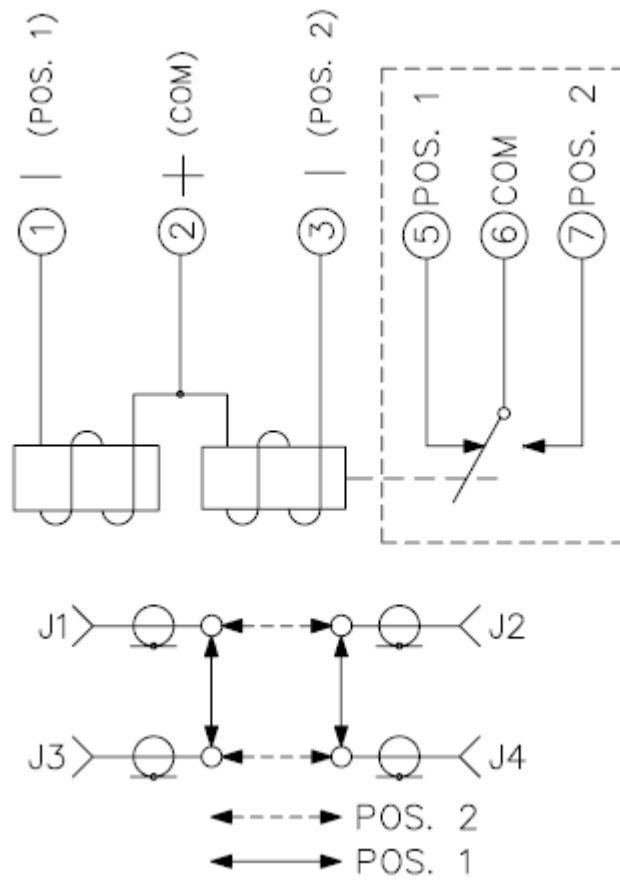 − (POS. 1)
+ (COM)
− (POS. 2)
1
2
3
5 POS. 1
6 COM
7 POS. 2
J1 J2
J3 J4
POS. 2
POS. 1